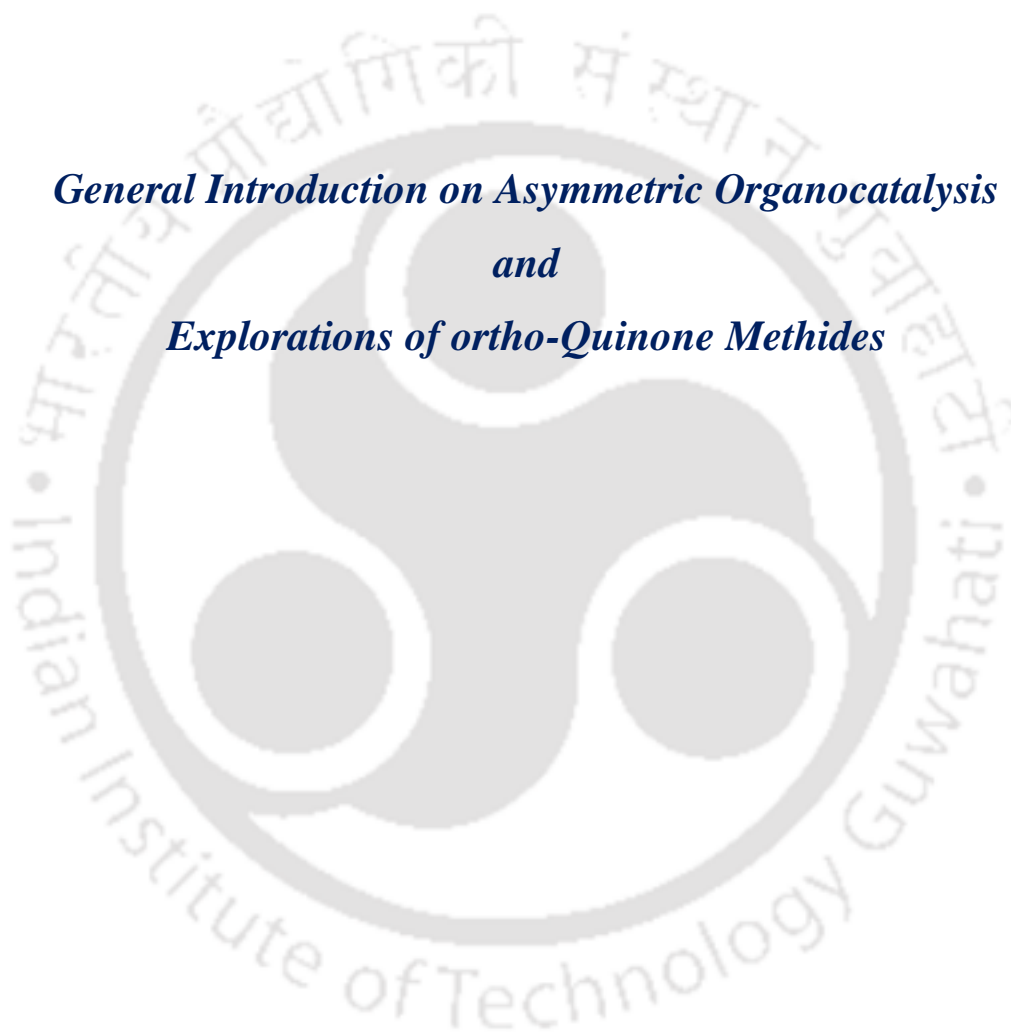 General Introduction on Asymmetric Organocatalysis
and
Explorations of ortho-Quinone Methides
भारतीय प्रौद्योगिकी संस्थान गुवाहाटी
• Indian Institute of Technology Guwahati •